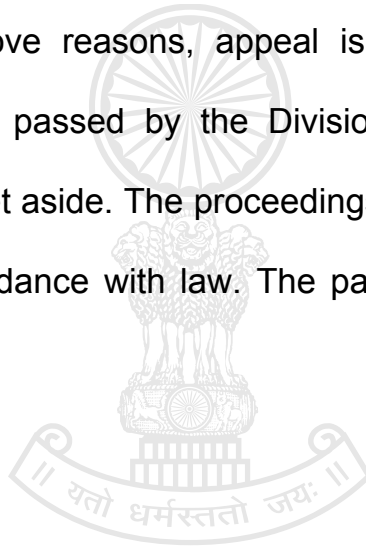 ove reasons, appeal is
passed by the Divisio
t aside. The proceedings
dance with law. The pa
॥ यतो धर्मस्ततो जयः ॥